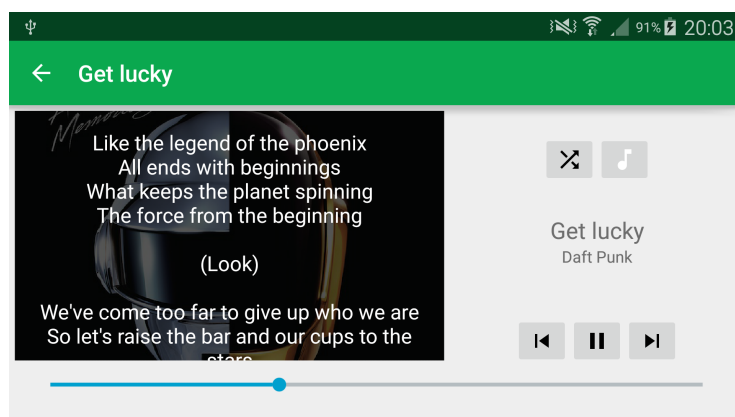 91% 20:03
Get lucky
Memories
Like the legend of the phoenix
All ends with beginnings
What keeps the planet spinning
The force from the beginning
(Look)
We've come too far to give up who we are
So let's raise the bar and our cups to the
stars
Get lucky
Daft Punk